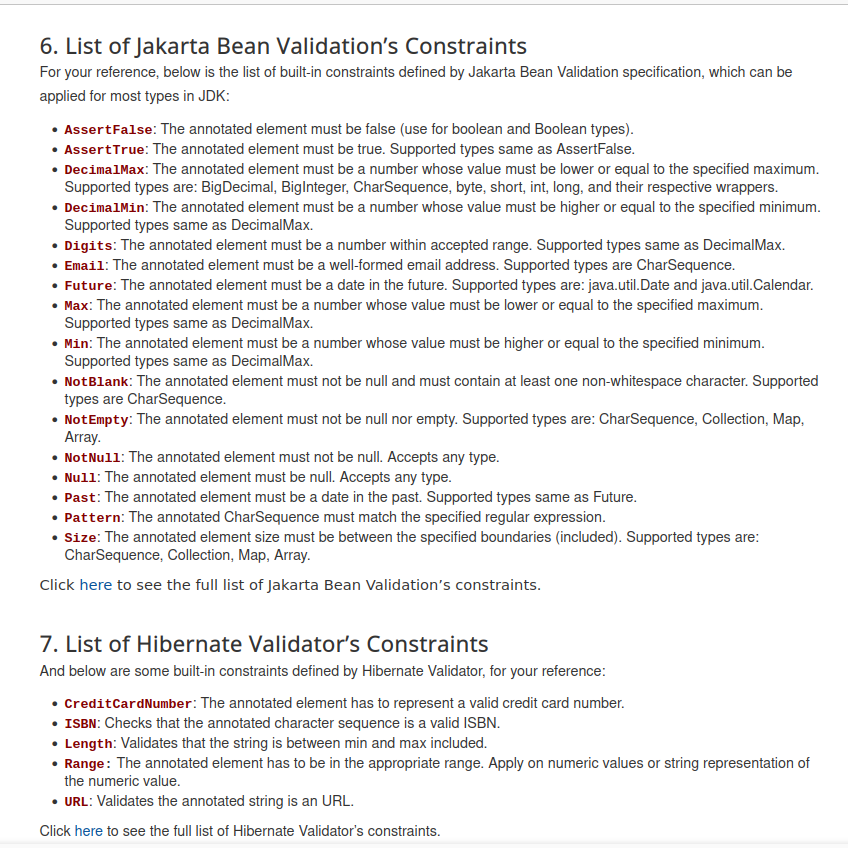 6. List of Jakarta Bean Validation’s Constraints
For your reference, below is the list of built-in constraints defined by Jakarta Bean Validation specification, which can be
applied for most types in JDK:
• AssertFalse: The annotated element must be false (use for boolean and Boolean types).
• AssertTrue: The annotated element must be true. Supported types same as AssertFalse.
• DecimalMax: The annotated element must be a number whose value must be lower or equal to the specified maximum.
Supported types are: BigDecimal, BigInteger, CharSequence, byte, short, int, long, and their respective wrappers.
• DecimalMin: The annotated element must be a number whose value must be higher or equal to the specified minimum.
Supported types same as DecimalMax.
• Digits: The annotated element must be a number within accepted range. Supported types same as DecimalMax.
• Email: The annotated element must be a well-formed email address. Supported types are CharSequence.
• Future: The annotated element must be a date in the future. Supported types are: java.util.Date and java.util.Calendar.
• Max: The annotated element must be a number whose value must be lower or equal to the specified maximum.
Supported types same as DecimalMax.
• Min: The annotated element must be a number whose value must be higher or equal to the specified minimum.
Supported types same as DecimalMax.
• NotBlank: The annotated element must not be null and must contain at least one non-whitespace character. Supported
types are CharSequence.
• NotEmpty: The annotated element must not be null nor empty. Supported types are: CharSequence, Collection, Map,
Array.
• NotNull: The annotated element must not be null. Accepts any type.
• Null: The annotated element must be null. Accepts any type.
• Past: The annotated element must be a date in the past. Supported types same as Future.
• Pattern: The annotated CharSequence must match the specified regular expression.
• Size: The annotated element size must be between the specified boundaries (included). Supported types are:
CharSequence, Collection, Map, Array.
Click here to see the full list of Jakarta Bean Validation’s constraints.
7. List of Hibernate Validator’s Constraints
And below are some built-in constraints defined by Hibernate Validator, for your reference:
• CreditCardNumber: The annotated element has to represent a valid credit card number.
• ISBN: Checks that the annotated character sequence is a valid ISBN.
• Length: Validates that the string is between min and max included.
• Range: The annotated element has to be in the appropriate range. Apply on numeric values or string representation of
the numeric value.
• URL: Validates the annotated string is an URL.
Click here to see the full list of Hibernate Validator’s constraints.